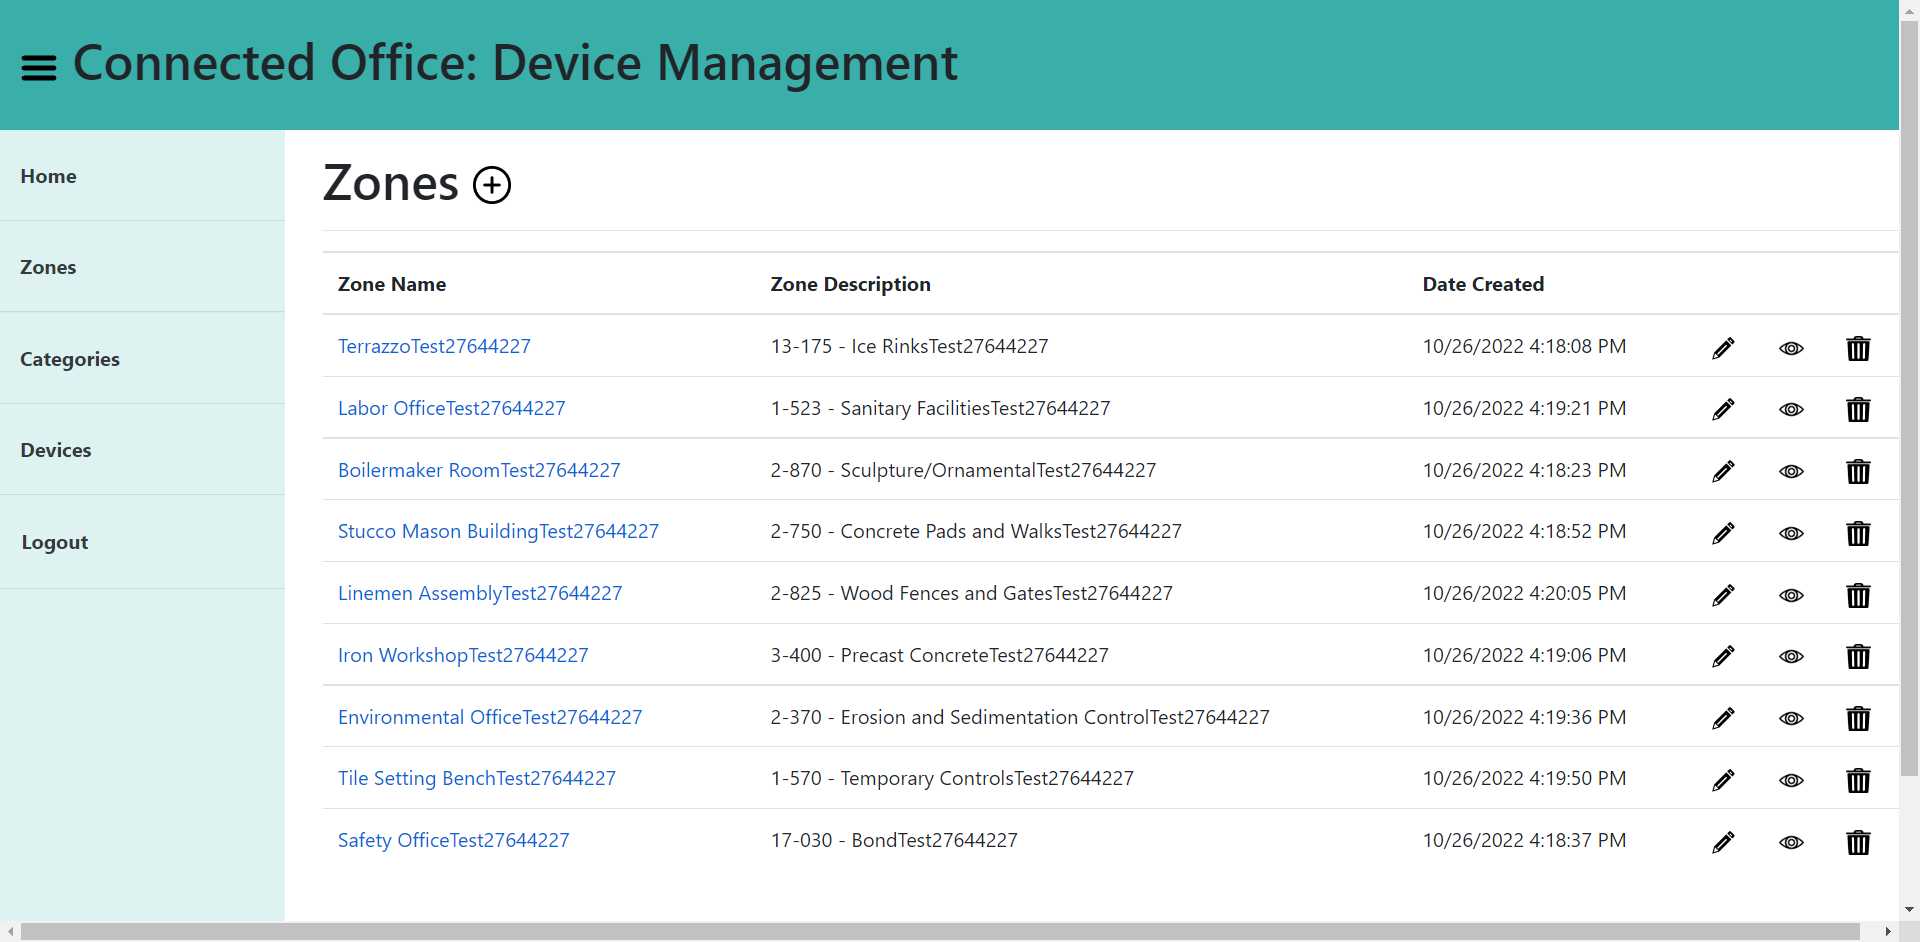 Connected Office: Device Management
Home
Zones
Categories
Devices
Logout
Zones
Zone Name Zone Description Date Created
TerrazzoTest27644227 13-175 - Ice RinksTest27644227 10/26/2022 4:18:08 PM
Labor OfficeTest27644227 1-523 - Sanitary FacilitiesTest27644227 10/26/2022 4:19:21 PM
Boilermaker RoomTest27644227 2-870 - Sculpture/OrnamentalTest27644227 10/26/2022 4:18:23 PM
Stucco Mason BuildingTest27644227 2-750 - Concrete Pads and WalksTest27644227 10/26/2022 4:18:52 PM
Linemen AssemblyTest27644227 2-825 - Wood Fences and GatesTest27644227 10/26/2022 4:20:05 PM
Iron WorkshopTest27644227 3-400 - Precast ConcreteTest27644227 10/26/2022 4:19:06 PM
Environmental OfficeTest27644227 2-370 - Erosion and Sedimentation ControlTest27644227 10/26/2022 4:19:36 PM
Tile Setting BenchTest27644227 1-570 - Temporary ControlsTest27644227 10/26/2022 4:19:50 PM
Safety OfficeTest27644227 17-030 - BondTest27644227 10/26/2022 4:18:37 PM